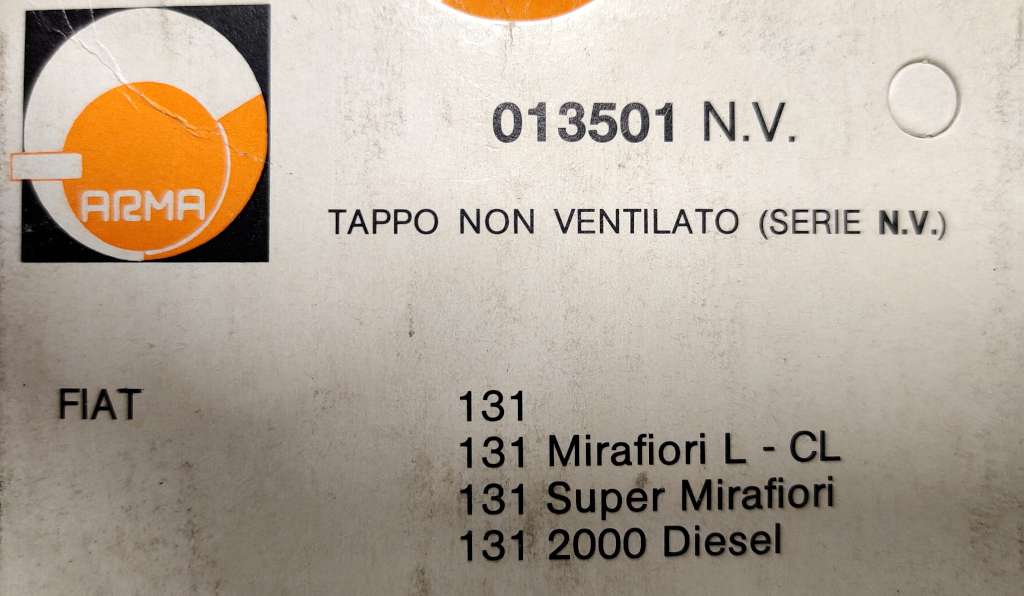 ARMA
013501 N.V.
TAPPO NON VENTILATO (SERIE N.V.)
FIAT
131
131 Mirafiori L - CL
131 Super Mirafiori
131 2000 Diesel